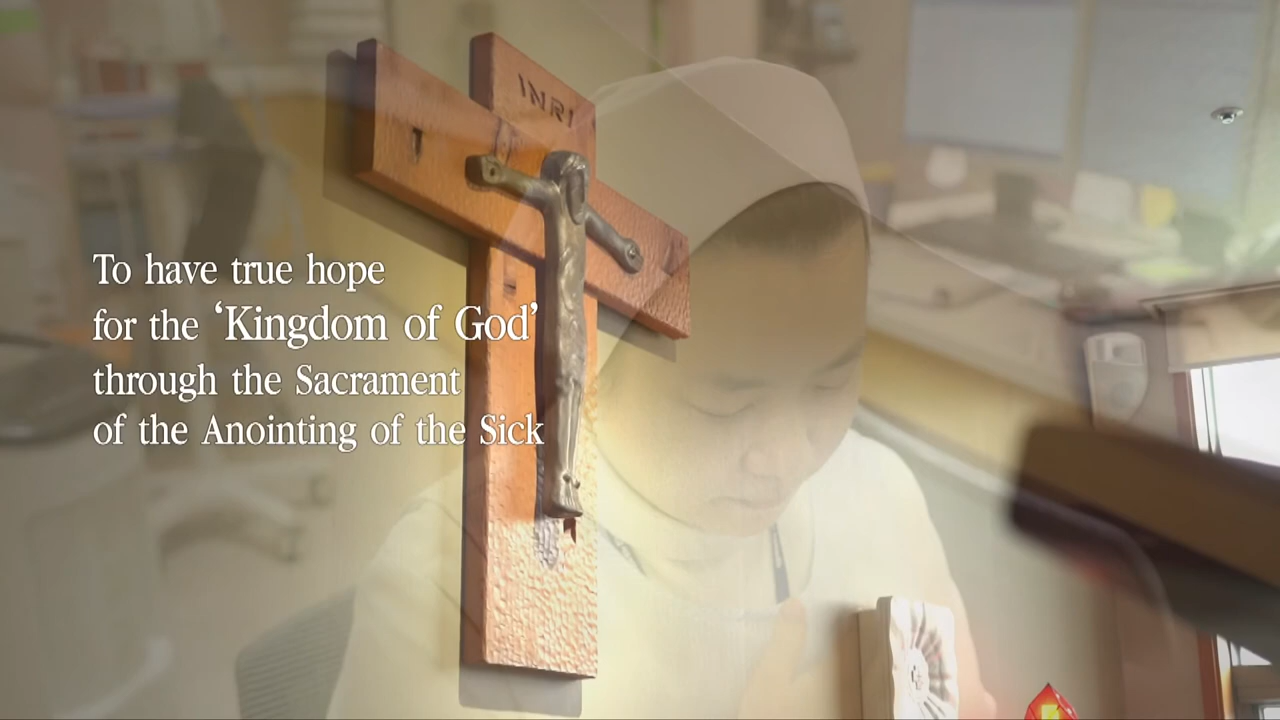 INRI
To have true hope
for the ‘Kingdom of God’
through the Sacrament
of the Anointing of the Sick